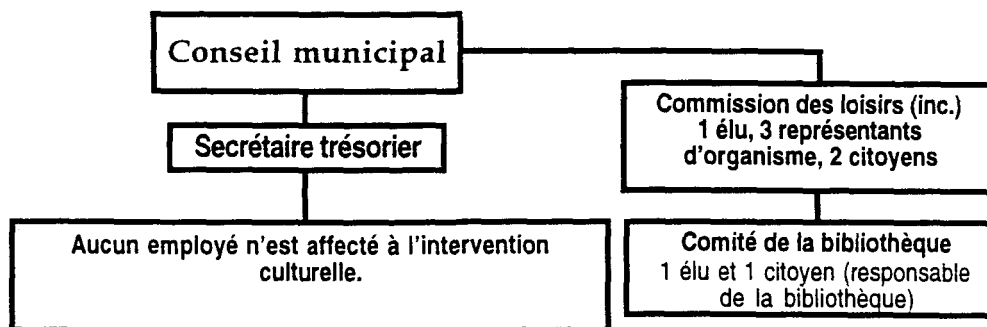 Conseil municipal
Secrétaire trésorier
Aucun employé n'est affecté à l'intervention
culturelle.
Commission des loisirs (inc.)
1 élu, 3 représentants
d'organisme, 2 citoyens
Comité de la bibliothèque
1 élu et 1 citoyen (responsable
de la bibliothèque)